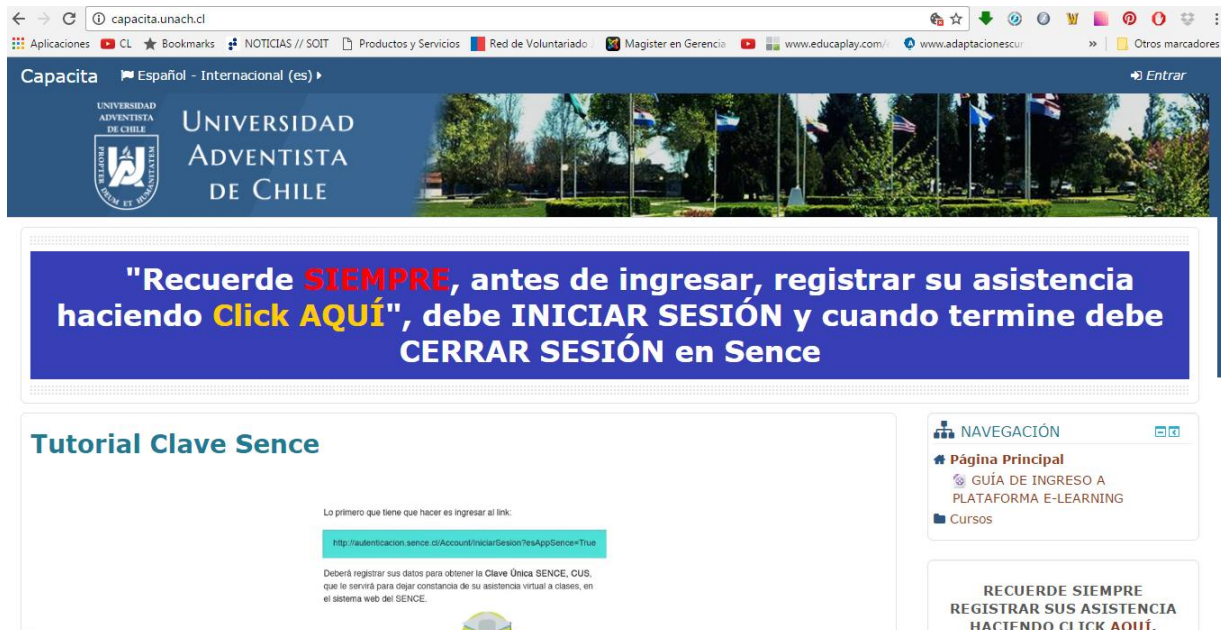 capacita.unach.cl
Aplicaciones CL Bookmarks NOTICIAS // SOIT Productos y Servicios Red de Voluntariado Magister en Gerencia www.educaplay.com/ www.adaptacionescur » Otros marcadores
Capacita Español - Internacional (es) Entrar
UNIVERSIDAD
ADVENTISTA
DE CHILE
PROPTER DEUM ET HUMANITATEM
UNIVERSIDAD
ADVENTISTA
DE CHILE
"Recuerde SIEMPRE, antes de ingresar, registrar su asistencia
haciendo Click AQUÍ", debe INICIAR SESIÓN y cuando termine debe
CERRAR SESIÓN en Sence
Tutorial Clave Sence
Lo primero que tiene que hacer es ingresar al link:
http://autenticacion.sence.cl/Account/IniciarSesion?esAppSence=True
Deberá registrar sus datos para obtener la Clave Única SENCE, CUS,
que le servirá para dejar constancia de su asistencia virtual a clases, en
el sistema web del SENCE.
NAVEGACIÓN
Página Principal
GUÍA DE INGRESO A
PLATAFORMA E-LEARNING
Cursos
RECUERDE SIEMPRE
REGISTRAR SUS ASISTENCIA
HACIENDO CLICK AQUÍ.